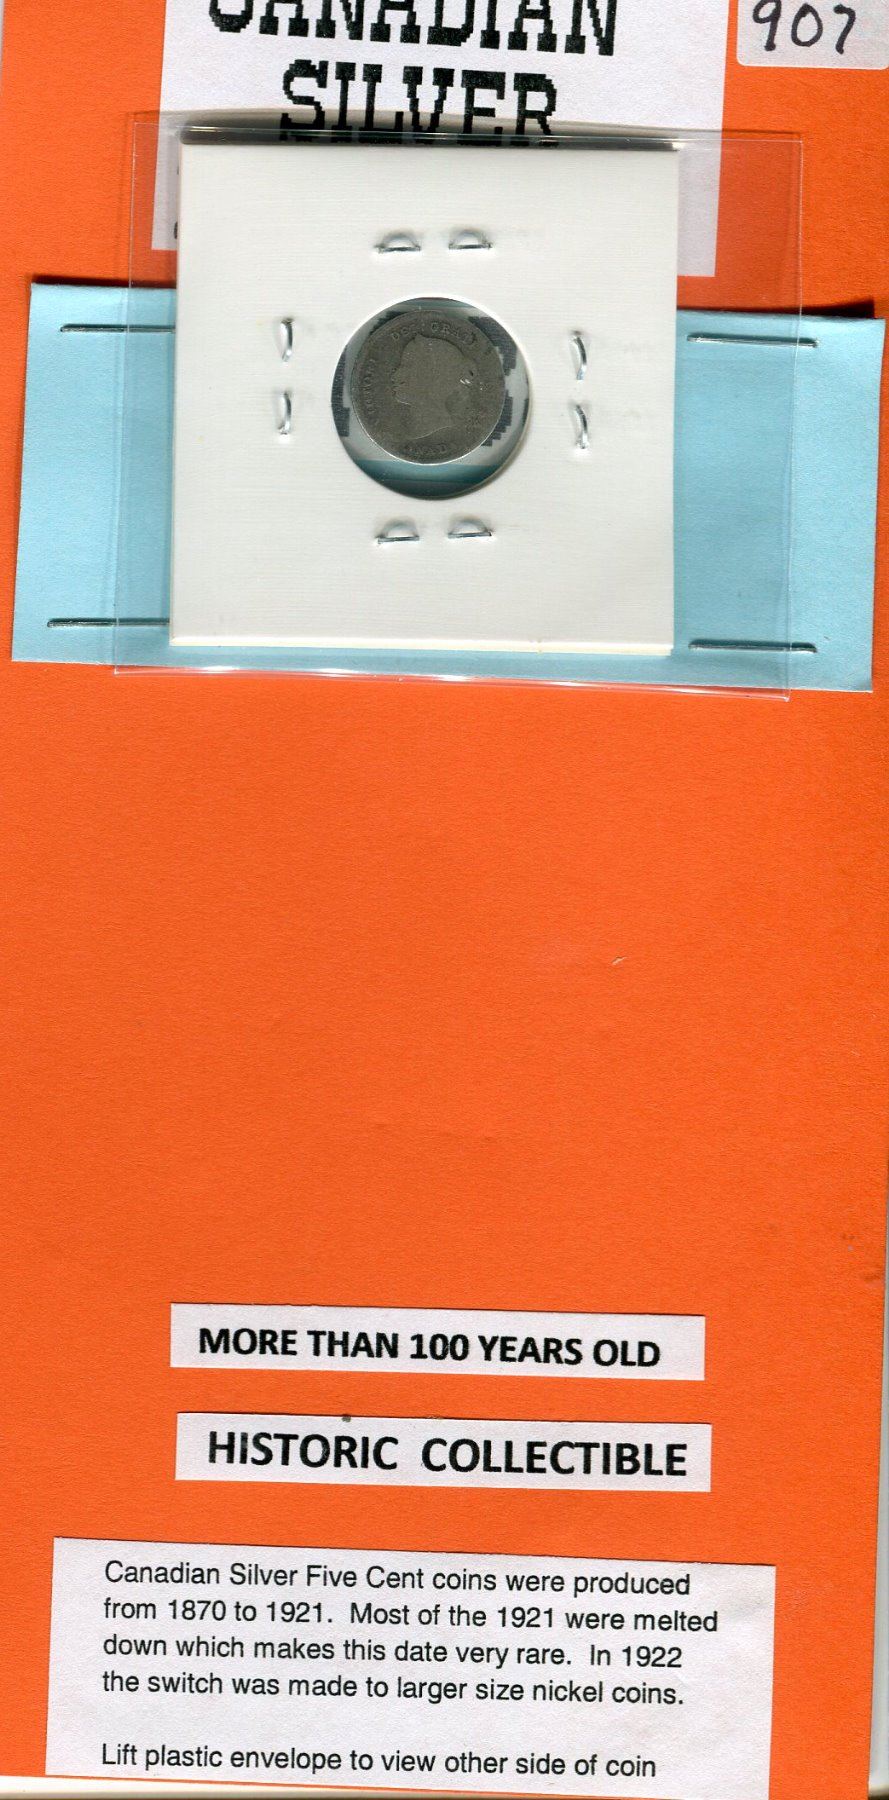 CANADIAN
907
SILVER
DEI GRA
MORE THAN 100 YEARS OLD
HISTORIC COLLECTIBLE
Canadian Silver Five Cent coins were produced
from 1870 to 1921. Most of the 1921 were melted
down which makes this date very rare. In 1922
the switch was made to larger size nickel coins.
Lift plastic envelope to view other side of coin